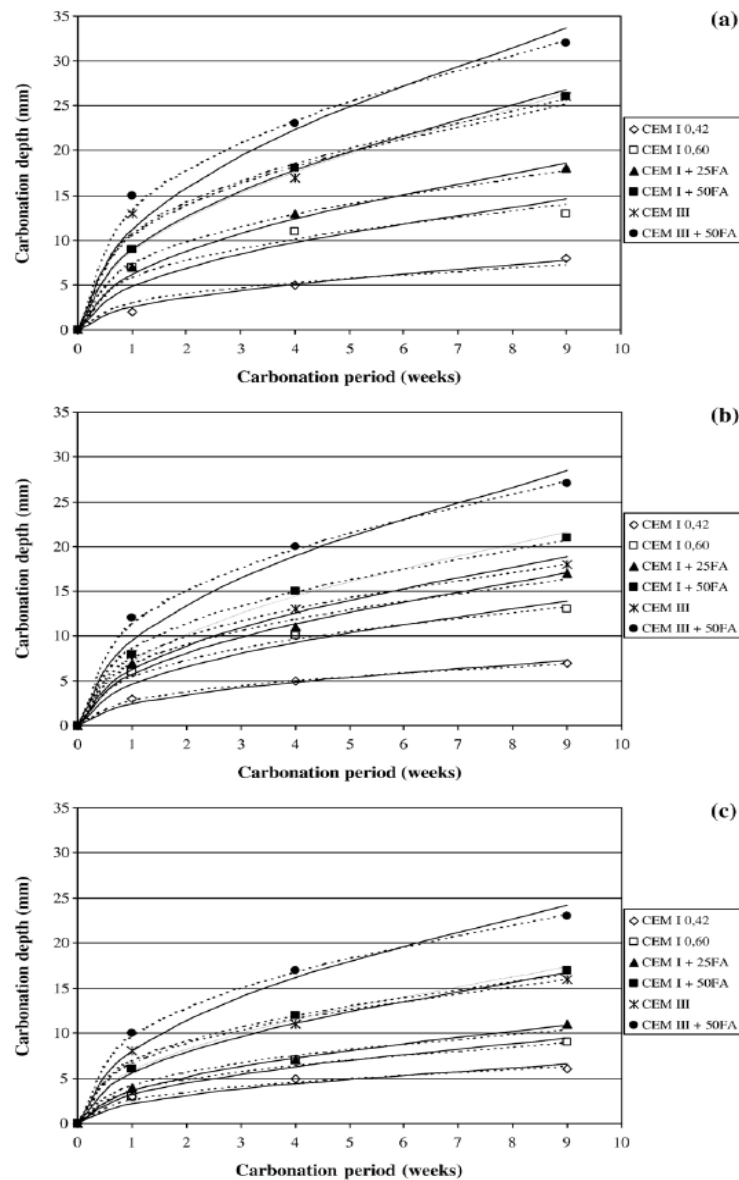 (a)
Carbonation depth (mm)
35
30
25
20
15
10
5
0
0 1 2 3 4 5 6 7 8 9 10
Carbonation period (weeks)
CEM I 0,42
CEM I 0,60
CEM I + 25FA
CEM I + 50FA
CEM III
CEM III + 50FA
(b)
Carbonation depth (mm)
35
30
25
20
15
10
5
0
0 1 2 3 4 5 6 7 8 9 10
Carbonation period (weeks)
CEM I 0,42
CEM I 0,60
CEM I + 25FA
CEM I + 50FA
CEM III
CEM III + 50FA
(c)
Carbonation depth (mm)
35
30
25
20
15
10
5
0
0 1 2 3 4 5 6 7 8 9 10
Carbonation period (weeks)
CEM I 0,42
CEM I 0,60
CEM I + 25FA
CEM I + 50FA
CEM III
CEM III + 50FA